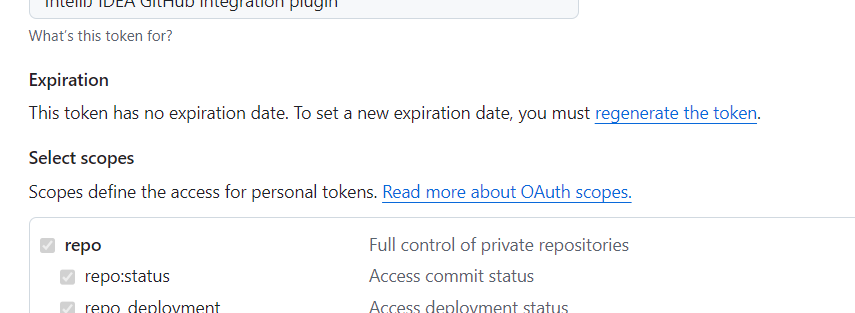 IntelliJ IDEA GitHub integration plugin
What's this token for?
Expiration
This token has no expiration date. To set a new expiration date, you must regenerate the token.
Select scopes
Scopes define the access for personal tokens. Read more about OAuth scopes.
repo Full control of private repositories
repo:status Access commit status
repo_deployment Access deployment status